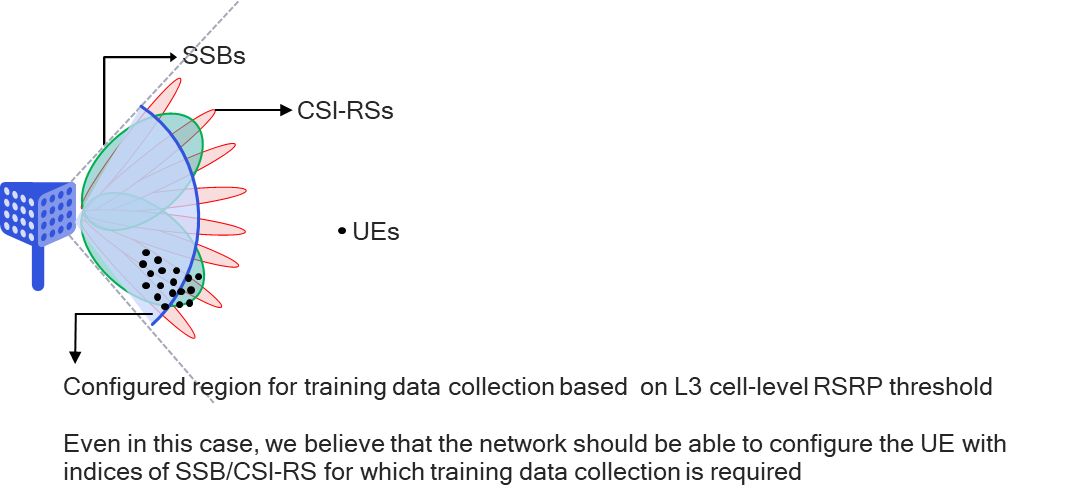 SSBs
CSI-RSs
UEs
Configured region for training data collection based on L3 cell-level RSRP threshold
Even in this case, we believe that the network should be able to configure the UE with
indices of SSB/CSI-RS for which training data collection is required